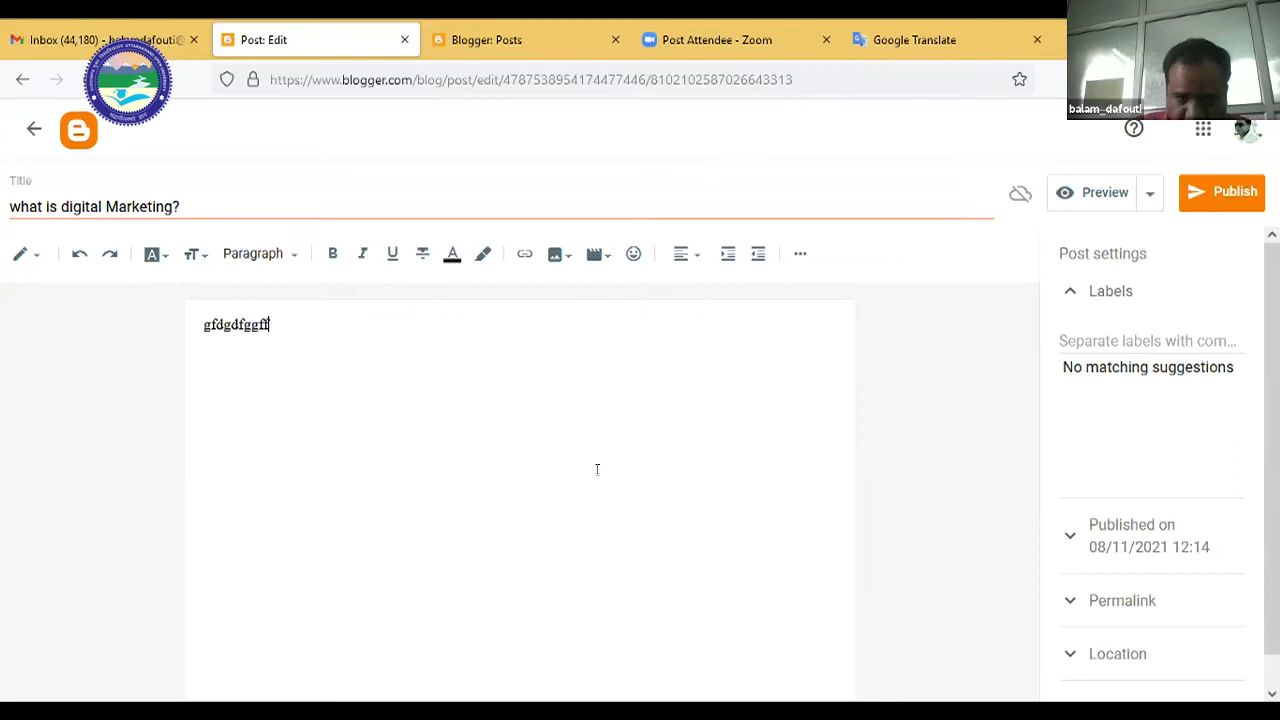 Inbox (44,180) - balamdafouti@
Post: Edit
Blogger: Posts
Post Attendee - Zoom
Google Translate
https://www.blogger.com/blog/post/edit/4787538954174477446/8102102587026643313
balam_dafouti
Title
what is digital Marketing?
Preview
Publish
Paragraph
B I U A
Post settings
Labels
gfdgdfggff
Separate labels with com...
No matching suggestions
Published on
08/11/2021 12:14
Permalink
Location